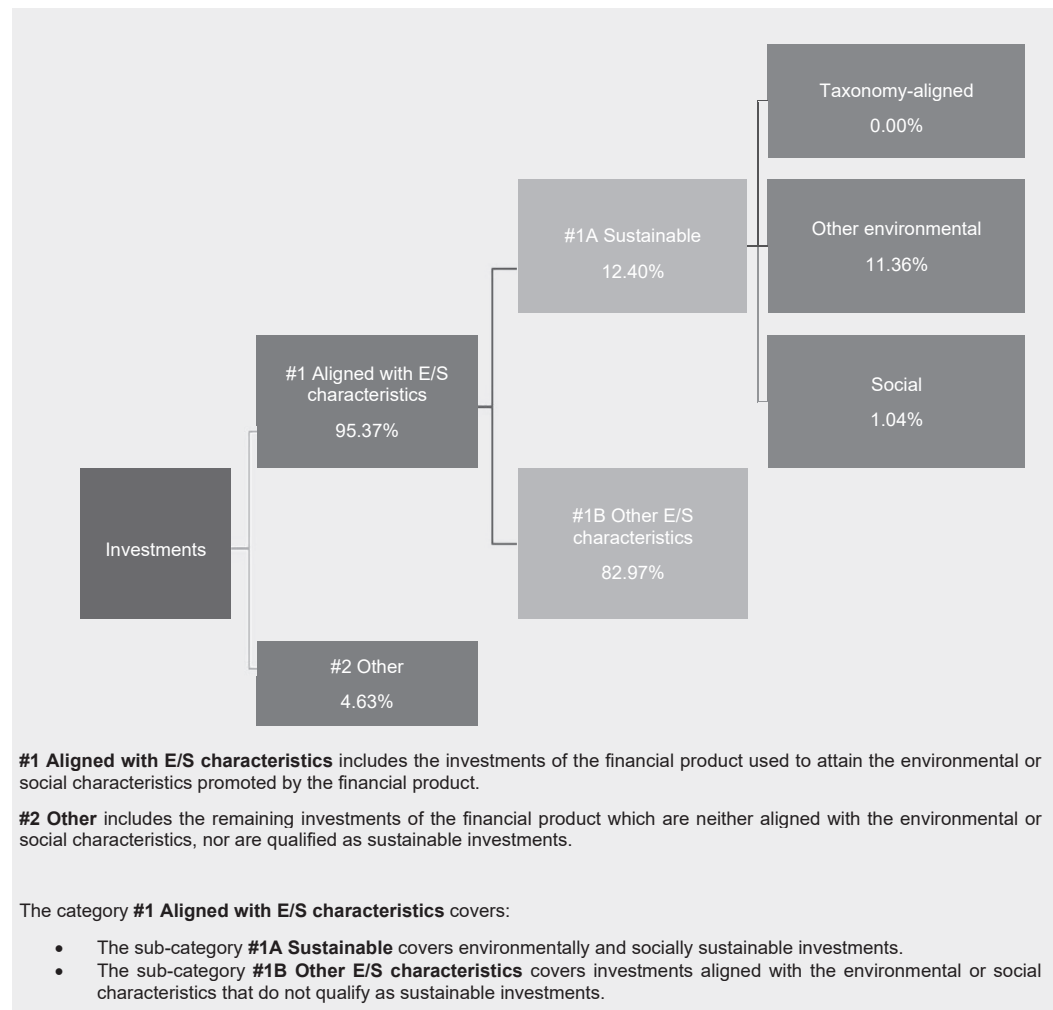 Taxonomy-aligned
0.00%
#1A Sustainable
12.40%
Other environmental
11.36%
#1 Aligned with E/S
characteristics
95.37%
Social
1.04%
Investments
#1B Other E/S
characteristics
82.97%
#2 Other
4.63%
#1 Aligned with E/S characteristics includes the investments of the financial product used to attain the environmental or
social characteristics promoted by the financial product.
#2 Other includes the remaining investments of the financial product which are neither aligned with the environmental or
social characteristics, nor are qualified as sustainable investments.
The category #1 Aligned with E/S characteristics covers:
• The sub-category #1A Sustainable covers environmentally and socially sustainable investments.
• The sub-category #1B Other E/S characteristics covers investments aligned with the environmental or social
characteristics that do not qualify as sustainable investments.